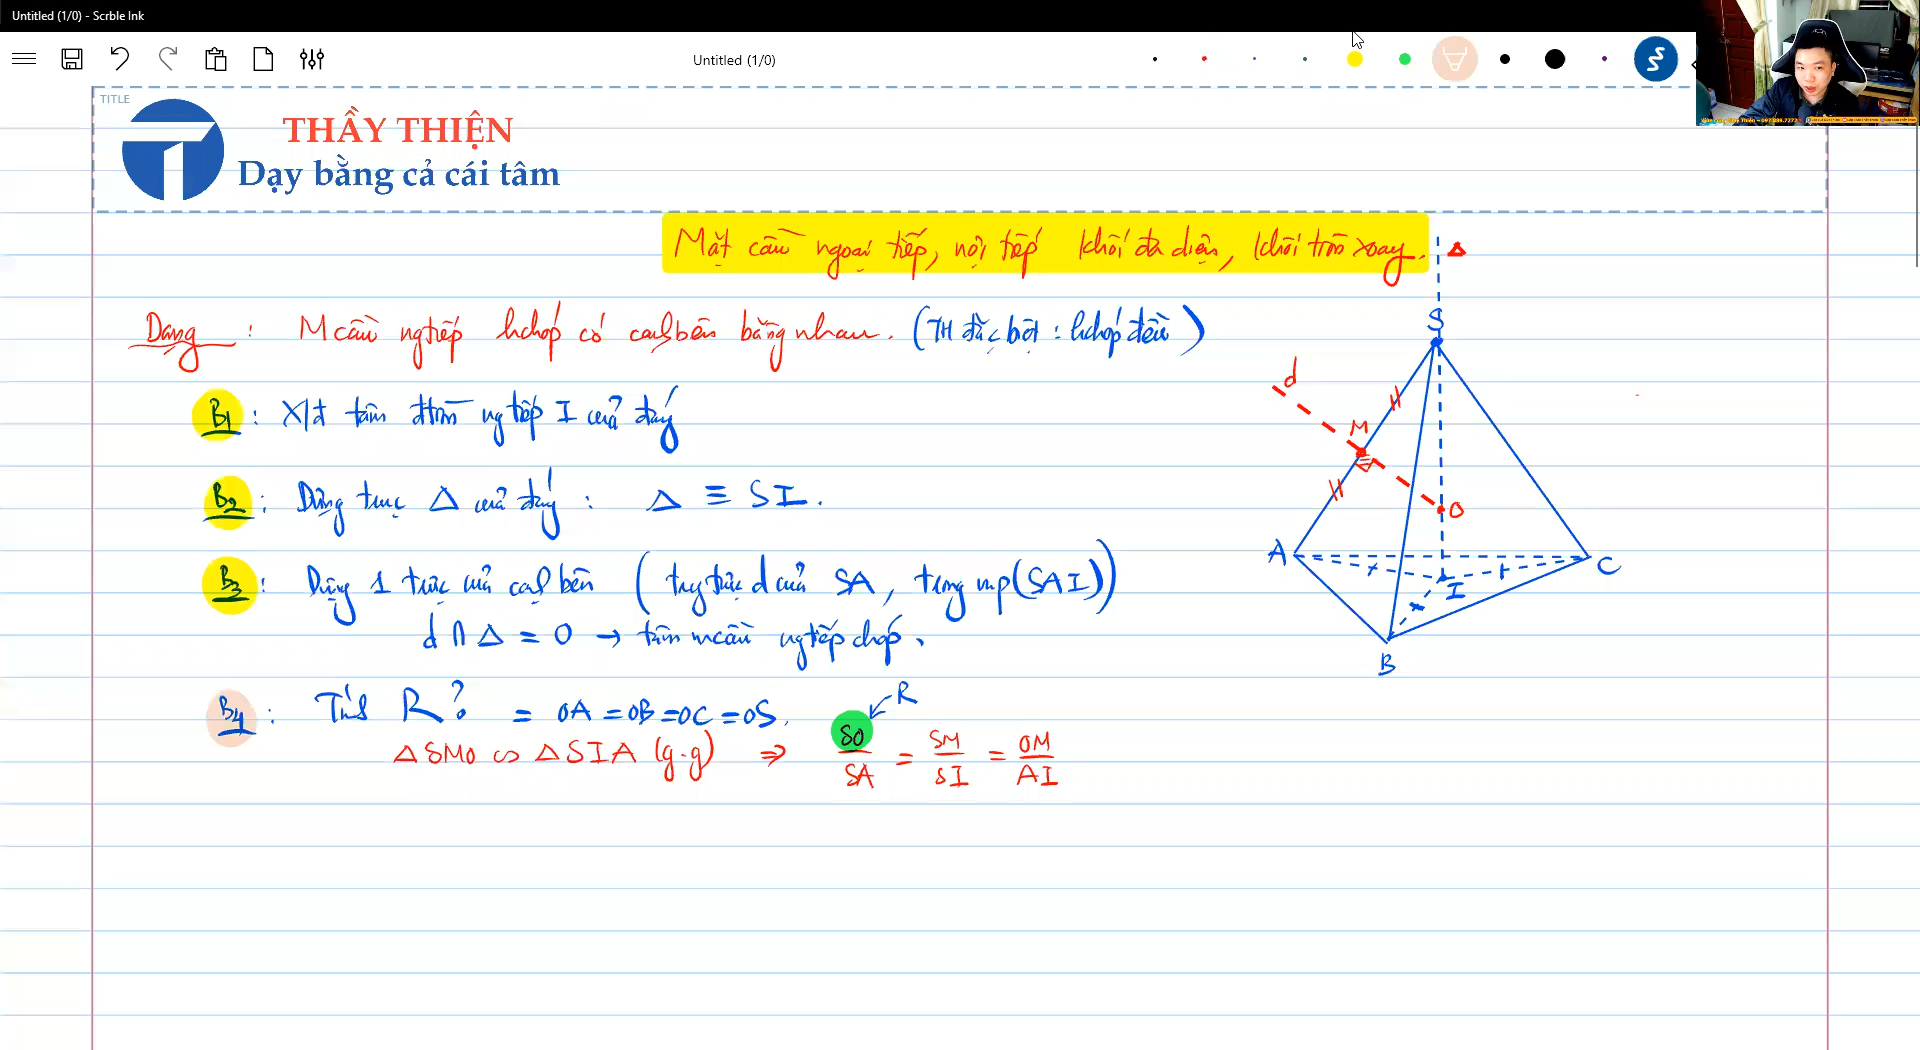 Untitled (1/0) - Scrble Ink
Untitled (1/0)
TITLE
THẦY THIỆN
Dạy bằng cả cái tâm
Mặt cầu ngoại tiếp, nội tiếp khối đa diện, khối tròn xoay.
Dạng : Mcầu ngtiếp hchóp có cạnh bên bằng nhau. (TH đặc biệt : hchóp đều)
B1 : X/đ tâm đtròn ngtiếp I của đáy
B2 : Dựng trục Δ của đáy : Δ ≡ SI.
B3 : Dựng 1 trục của cạnh bên (trung trực d của SA, trong mp(SAI))
d ∩ Δ = O → tâm mcầu ngtiếp chóp.
B4 : Tính R? = OA = OB = OC = OS.
ΔSMO ∽ ΔSIA (g.g) ⇒ SO/SA = SM/SI = OM/AI
R
Δ
S
d
M
O
A
C
I
B